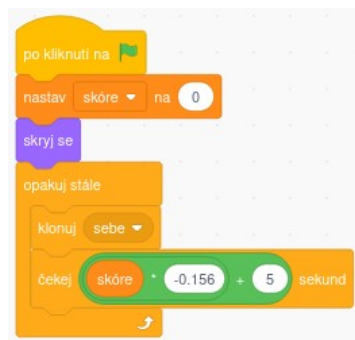 po kliknutí na
nastav skóre na 0
skryj se
opakuj stále
klonuj sebe
čekej skóre * -0.156 + 5 sekund